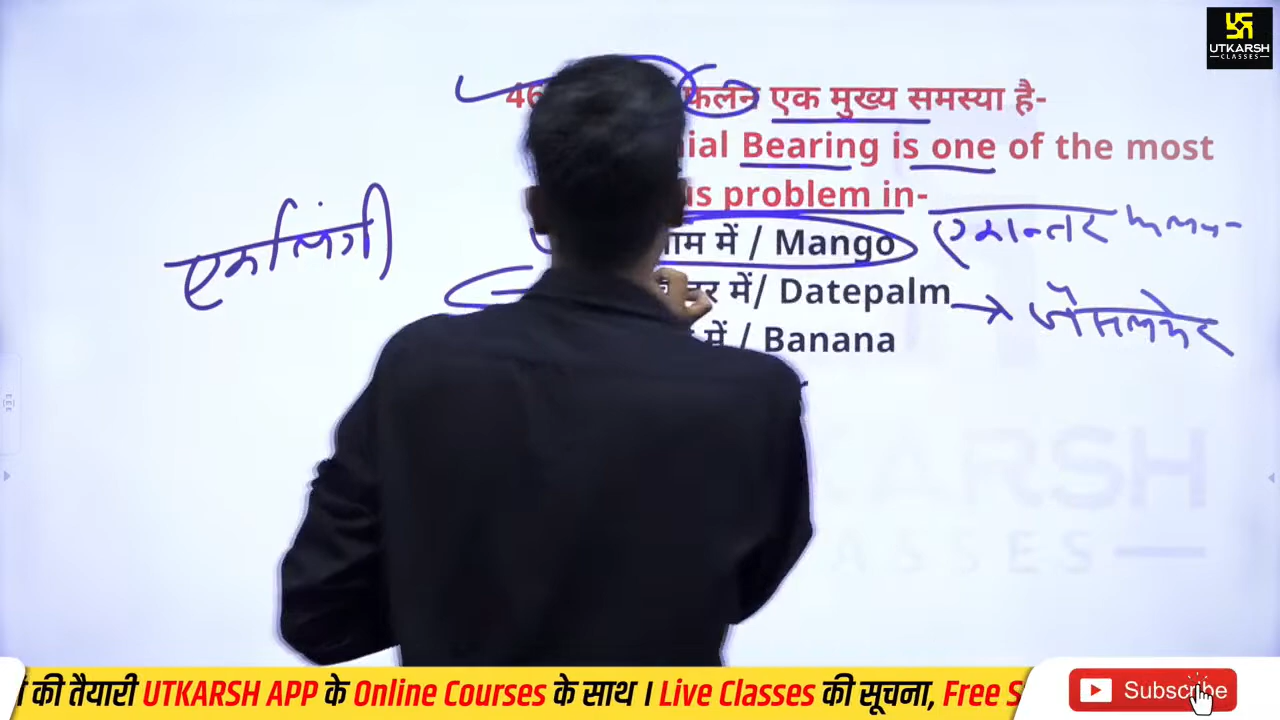 UTKARSH
CLASSES
46
फलन एक मुख्य समस्या है-
ial Bearing is one of the most
us problem in-
एकान्तर
ाम में / Mango
एकलिंगी
र में/ Datepalm → जैसलमेर
में / Banana
की तैयारी UTKARSH APP के Online Courses के साथ । Live Classes की सूचना, Free S
Subscribe